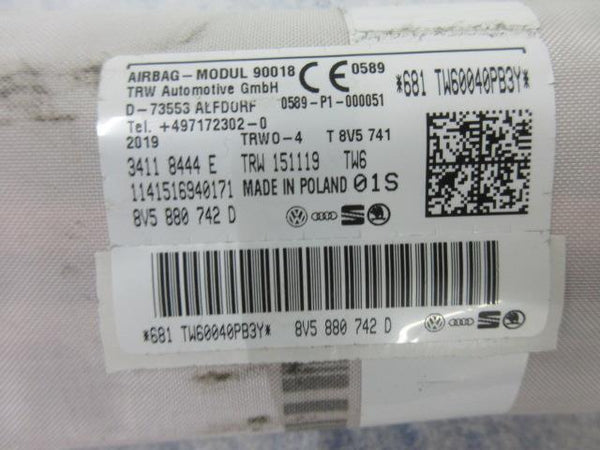 AIRBAG-MODUL 90018 CE 0589
TRW Automotive GmbH
D-73553 ALFDORF 0589-P1-000051
Tel. +497172302-0
2019 TRWO-4 T 8V5 741
3411 8444 E TRW 151119 TW6
1141516940171 MADE IN POLAND 01S
8V5 880 742 D
*681 TW60040PB3Y*
*681 TW60040PB3Y* 8V5 880 742 D